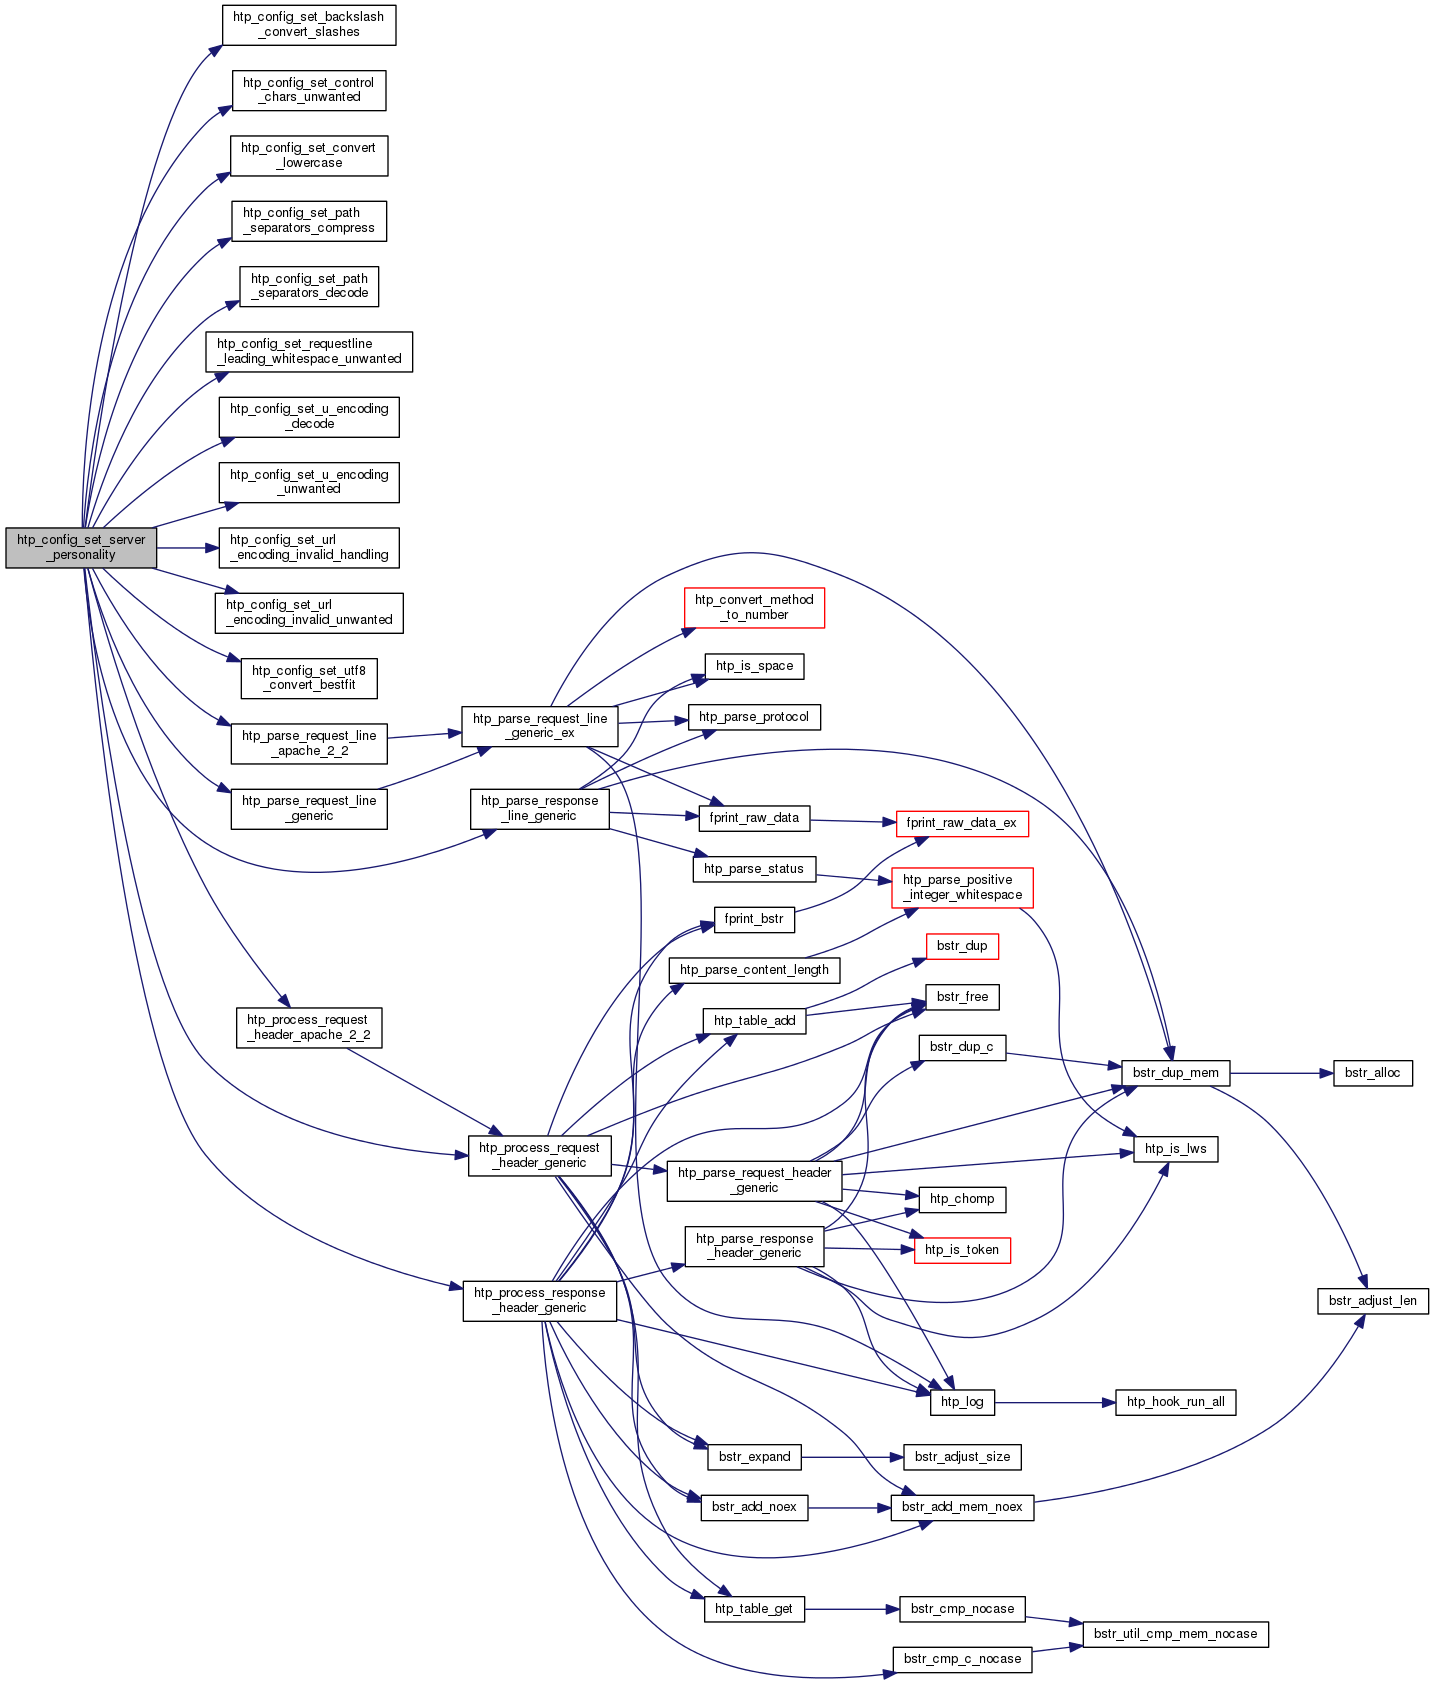 htp_config_set_backslash
_convert_slashes
htp_config_set_control
_chars_unwanted
htp_config_set_convert
_lowercase
htp_config_set_path
_separators_compress
htp_config_set_path
_separators_decode
htp_config_set_requestline
_leading_whitespace_unwanted
htp_config_set_u_encoding
_decode
htp_config_set_u_encoding
_unwanted
htp_config_set_server
_personality
htp_config_set_url
_encoding_invalid_handling
htp_config_set_url
_encoding_invalid_unwanted
htp_config_set_utf8
_convert_bestfit
htp_parse_request_line
_apache_2_2
htp_parse_request_line
_generic
htp_process_request
_header_apache_2_2
htp_parse_request_line
_generic_ex
htp_parse_response
_line_generic
htp_process_request
_header_generic
htp_process_response
_header_generic
htp_convert_method
_to_number
htp_is_space
htp_parse_protocol
fprint_raw_data
htp_parse_status
fprint_bstr
htp_parse_content_length
htp_table_add
htp_parse_request_header
_generic
htp_parse_response
_header_generic
bstr_expand
bstr_add_noex
htp_table_get
fprint_raw_data_ex
htp_parse_positive
_integer_whitespace
bstr_dup
bstr_free
bstr_dup_c
htp_chomp
htp_is_token
htp_log
bstr_adjust_size
bstr_add_mem_noex
bstr_cmp_nocase
bstr_cmp_c_nocase
bstr_dup_mem
htp_is_lws
htp_hook_run_all
bstr_util_cmp_mem_nocase
bstr_alloc
bstr_adjust_len